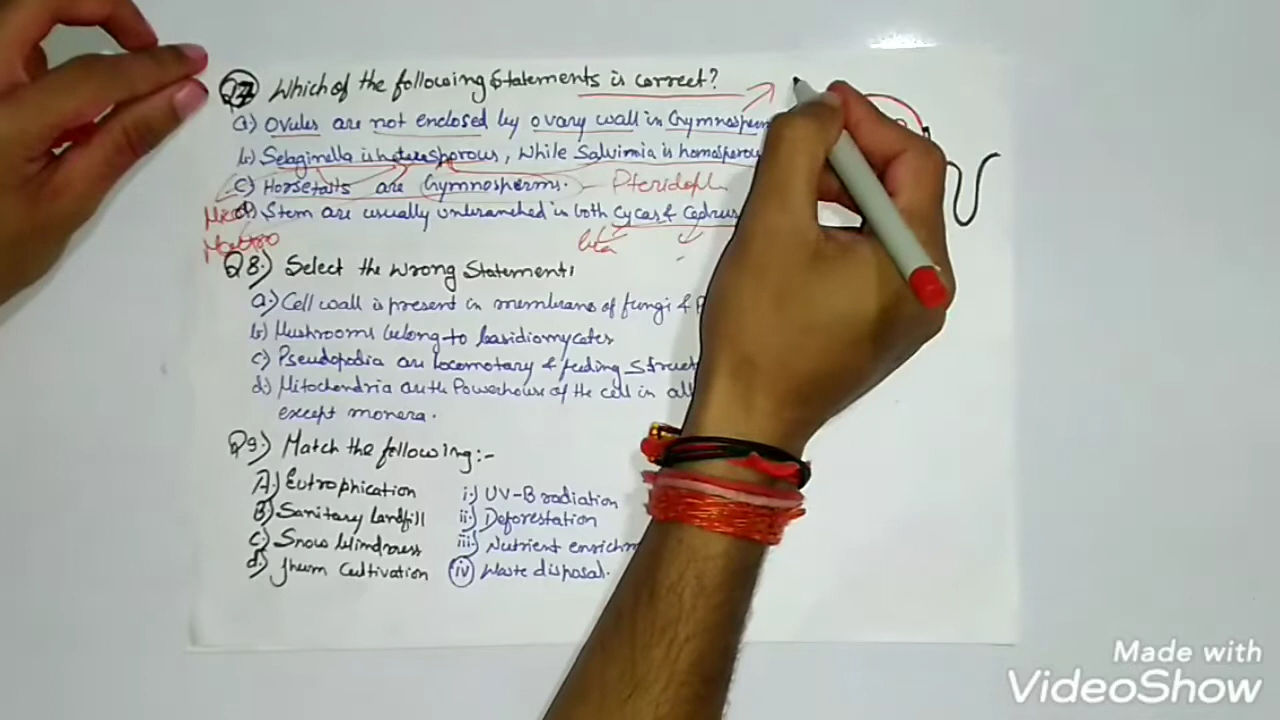 Q7 Which of the following Statements is correct?
a.) Ovules are not enclosed by ovary wall in Gymnosperm
b.) Selaginella is heterosporous, While Salvinia is homosporou
c.) Horsetails are Gymnosperms. Pteridoph
d.) Stem are usually unbranched in both Cycas & Cedrus
Q8.) Select the Wrong Statement:
a.) Cell wall is present in membrane of fungi & P
b.) Mushrooms belong to basidiomycetes
c.) Pseudopodia are locomotary & feeding Struct
d.) Mitochondria are the Powerhouse of the cell in all
except monera.
Q9.) Match the following:-
A.) Eutrophication i.) UV-B radiation
B.) Sanitary landfill ii.) Deforestation
C.) Snow blindness iii.) Nutrient enrichm
d.) Jhum Cultivation iv Waste disposal.
Made with
VideoShow